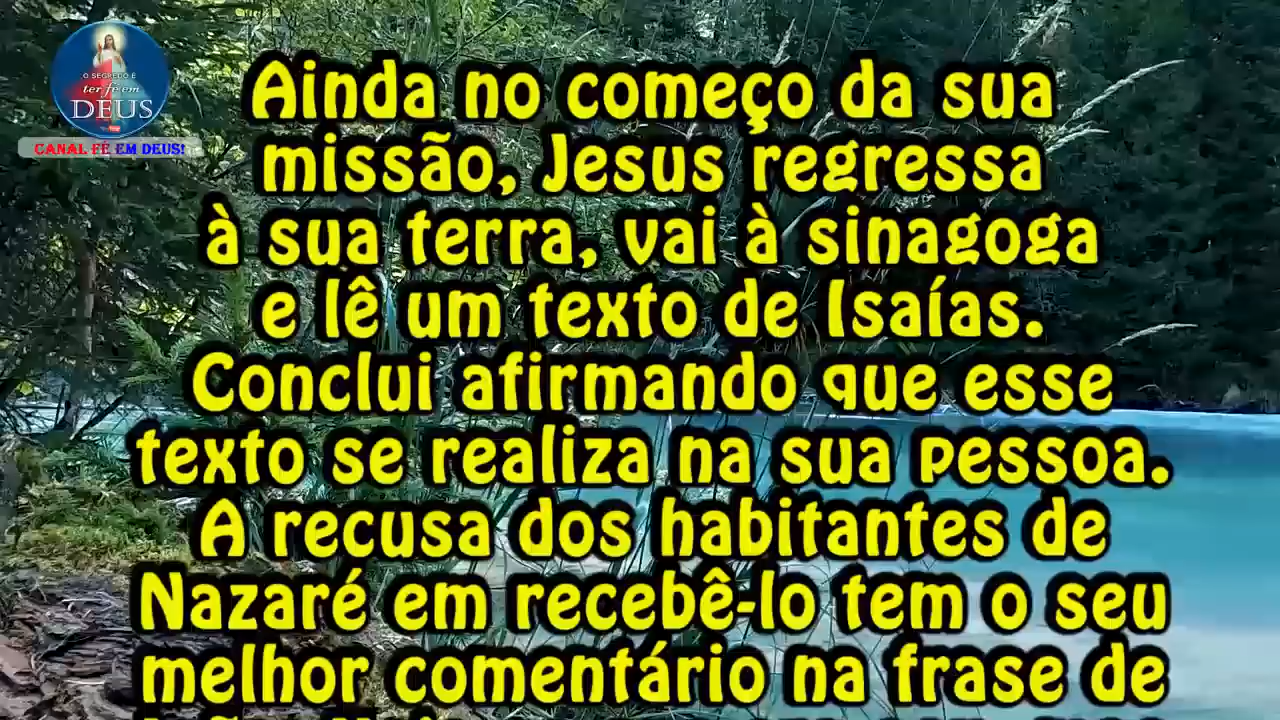 O SEGREDO É
ter fé em
DEUS
CANAL FÉ EM DEUS!
Ainda no começo da sua
missão, Jesus regressa
à sua terra, vai à sinagoga
e lê um texto de Isaías.
Conclui afirmando que esse
texto se realiza na sua pessoa.
A recusa dos habitantes de
Nazaré em recebê-lo tem o seu
melhor comentário na frase de